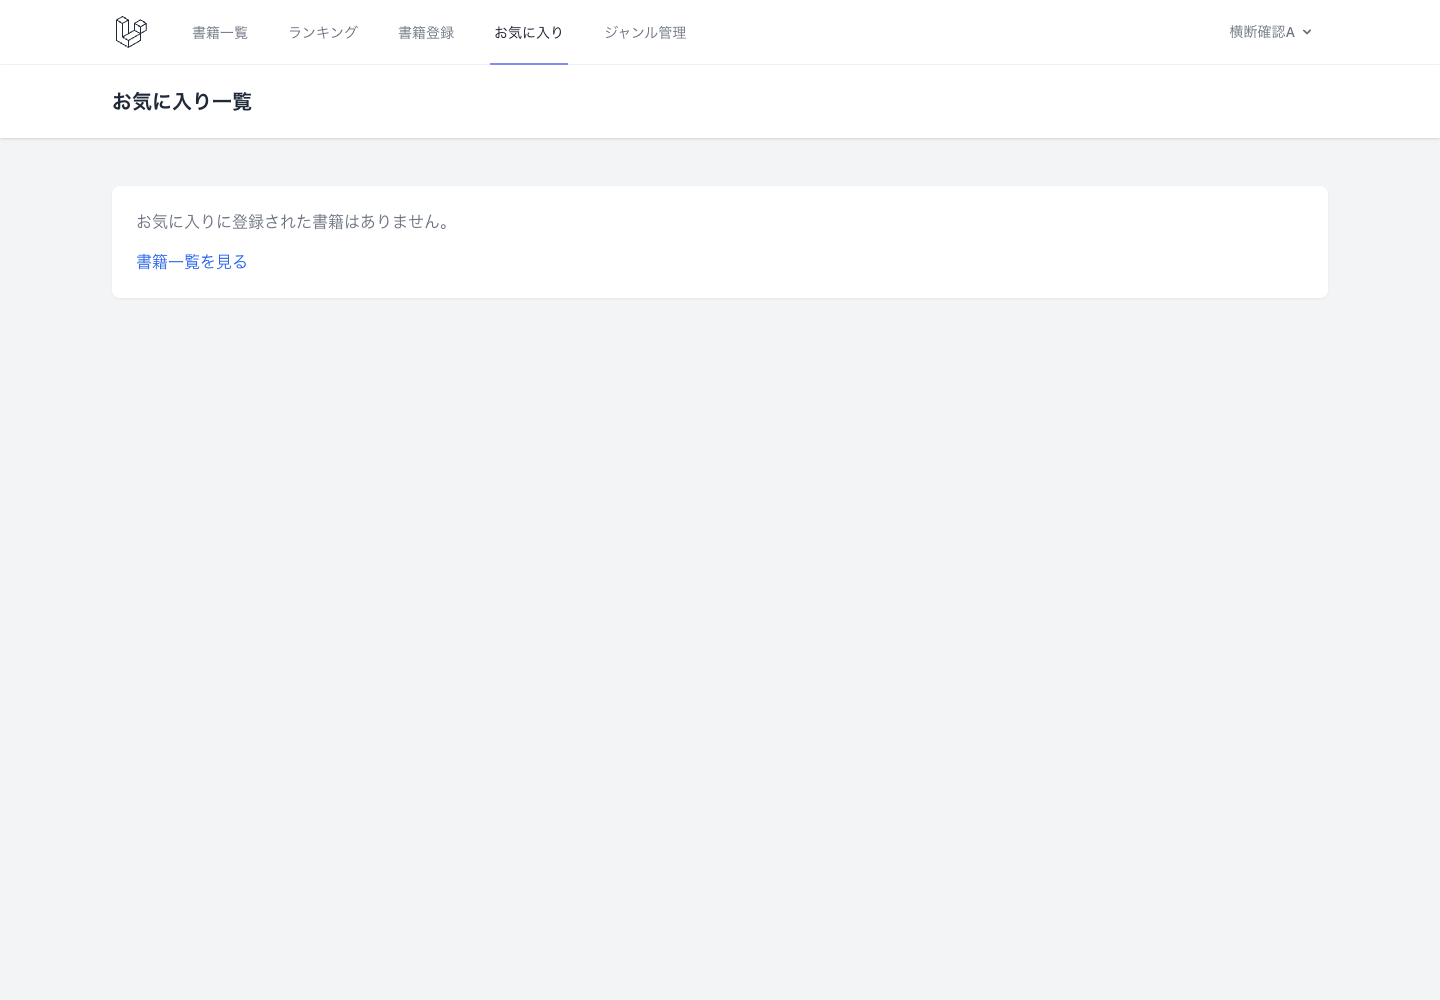 書籍一覧
ランキング
書籍登録
お気に入り
ジャンル管理
横断確認A
お気に入り一覧
お気に入りに登録された書籍はありません。
書籍一覧を見る